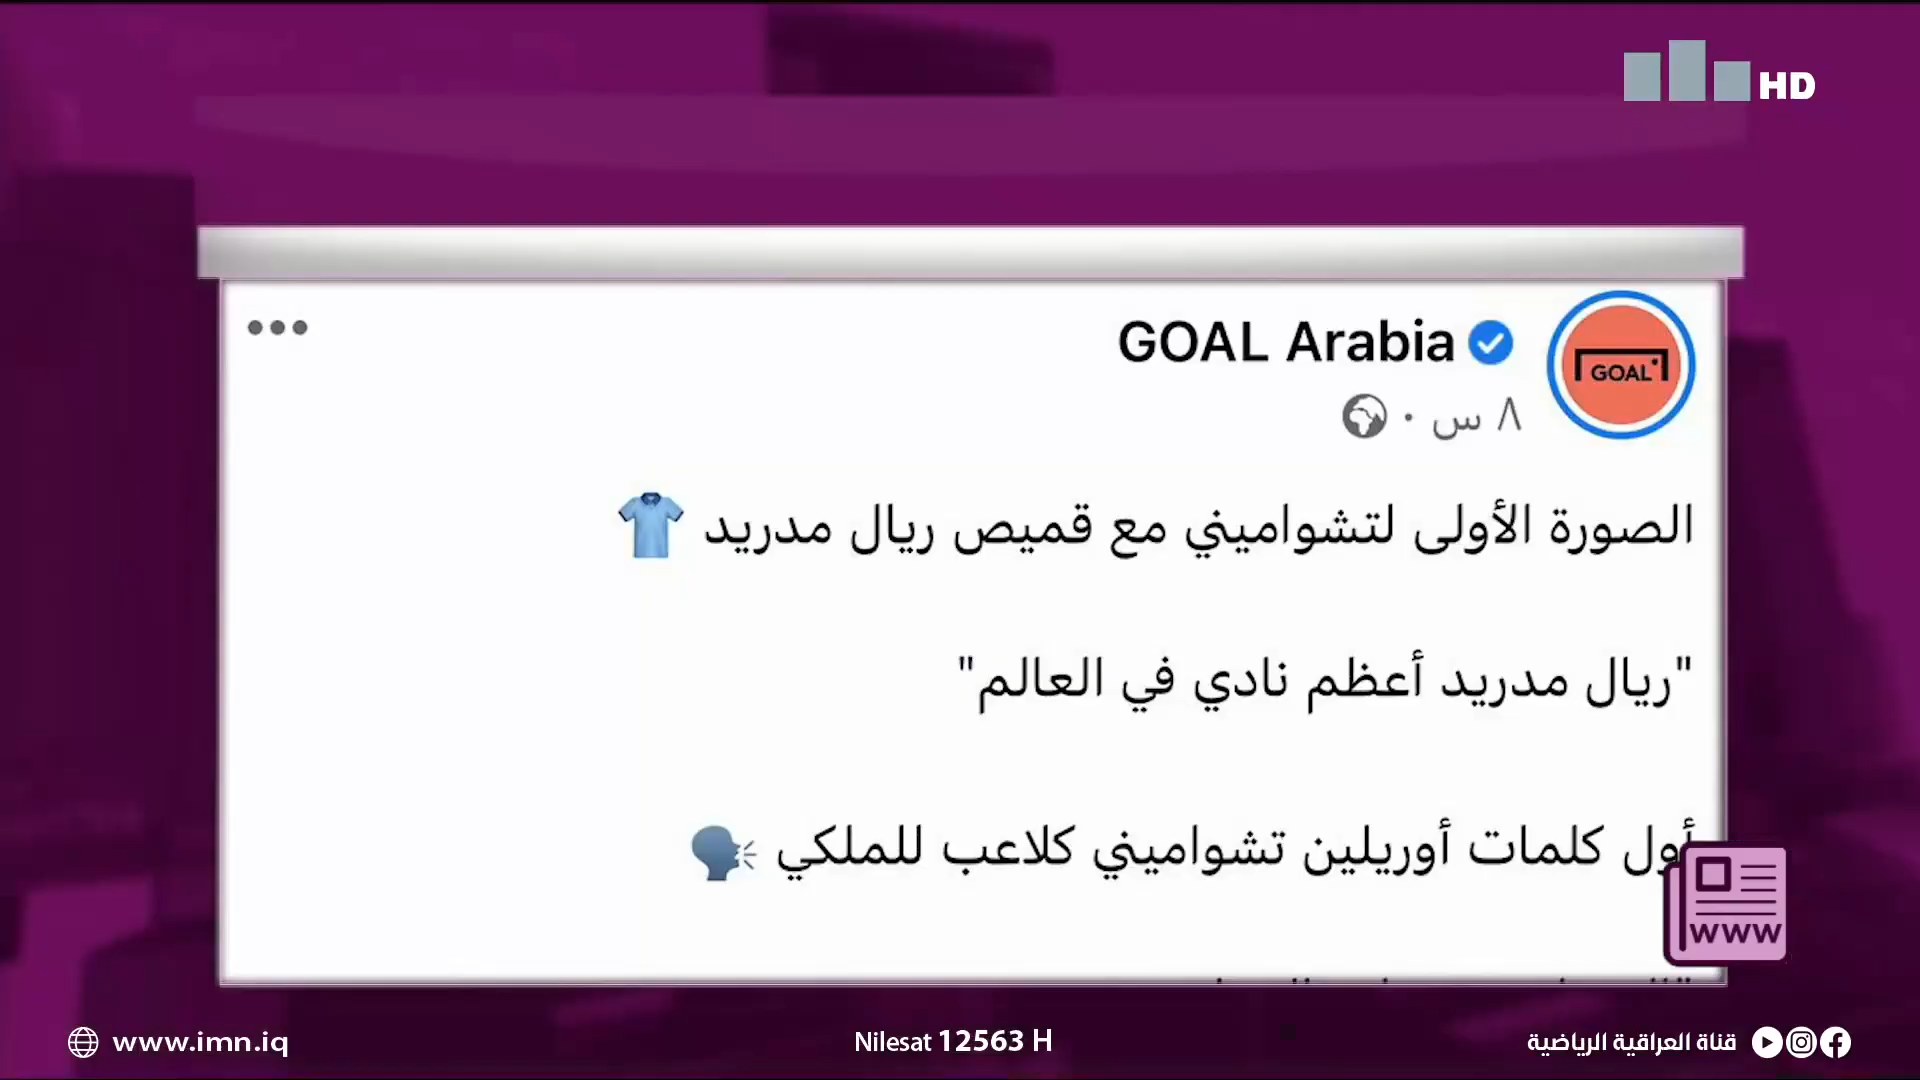 HD
GOAL Arabia
GOAL
٨ س ·
الصورة الأولى لتشواميني مع قميص ريال مدريد
"ريال مدريد أعظم نادي في العالم"
أول كلمات أوريلين تشواميني كلاعب للملكي
www
www.imn.iq
Nilesat 12563 H
قناة العراقية الرياضية